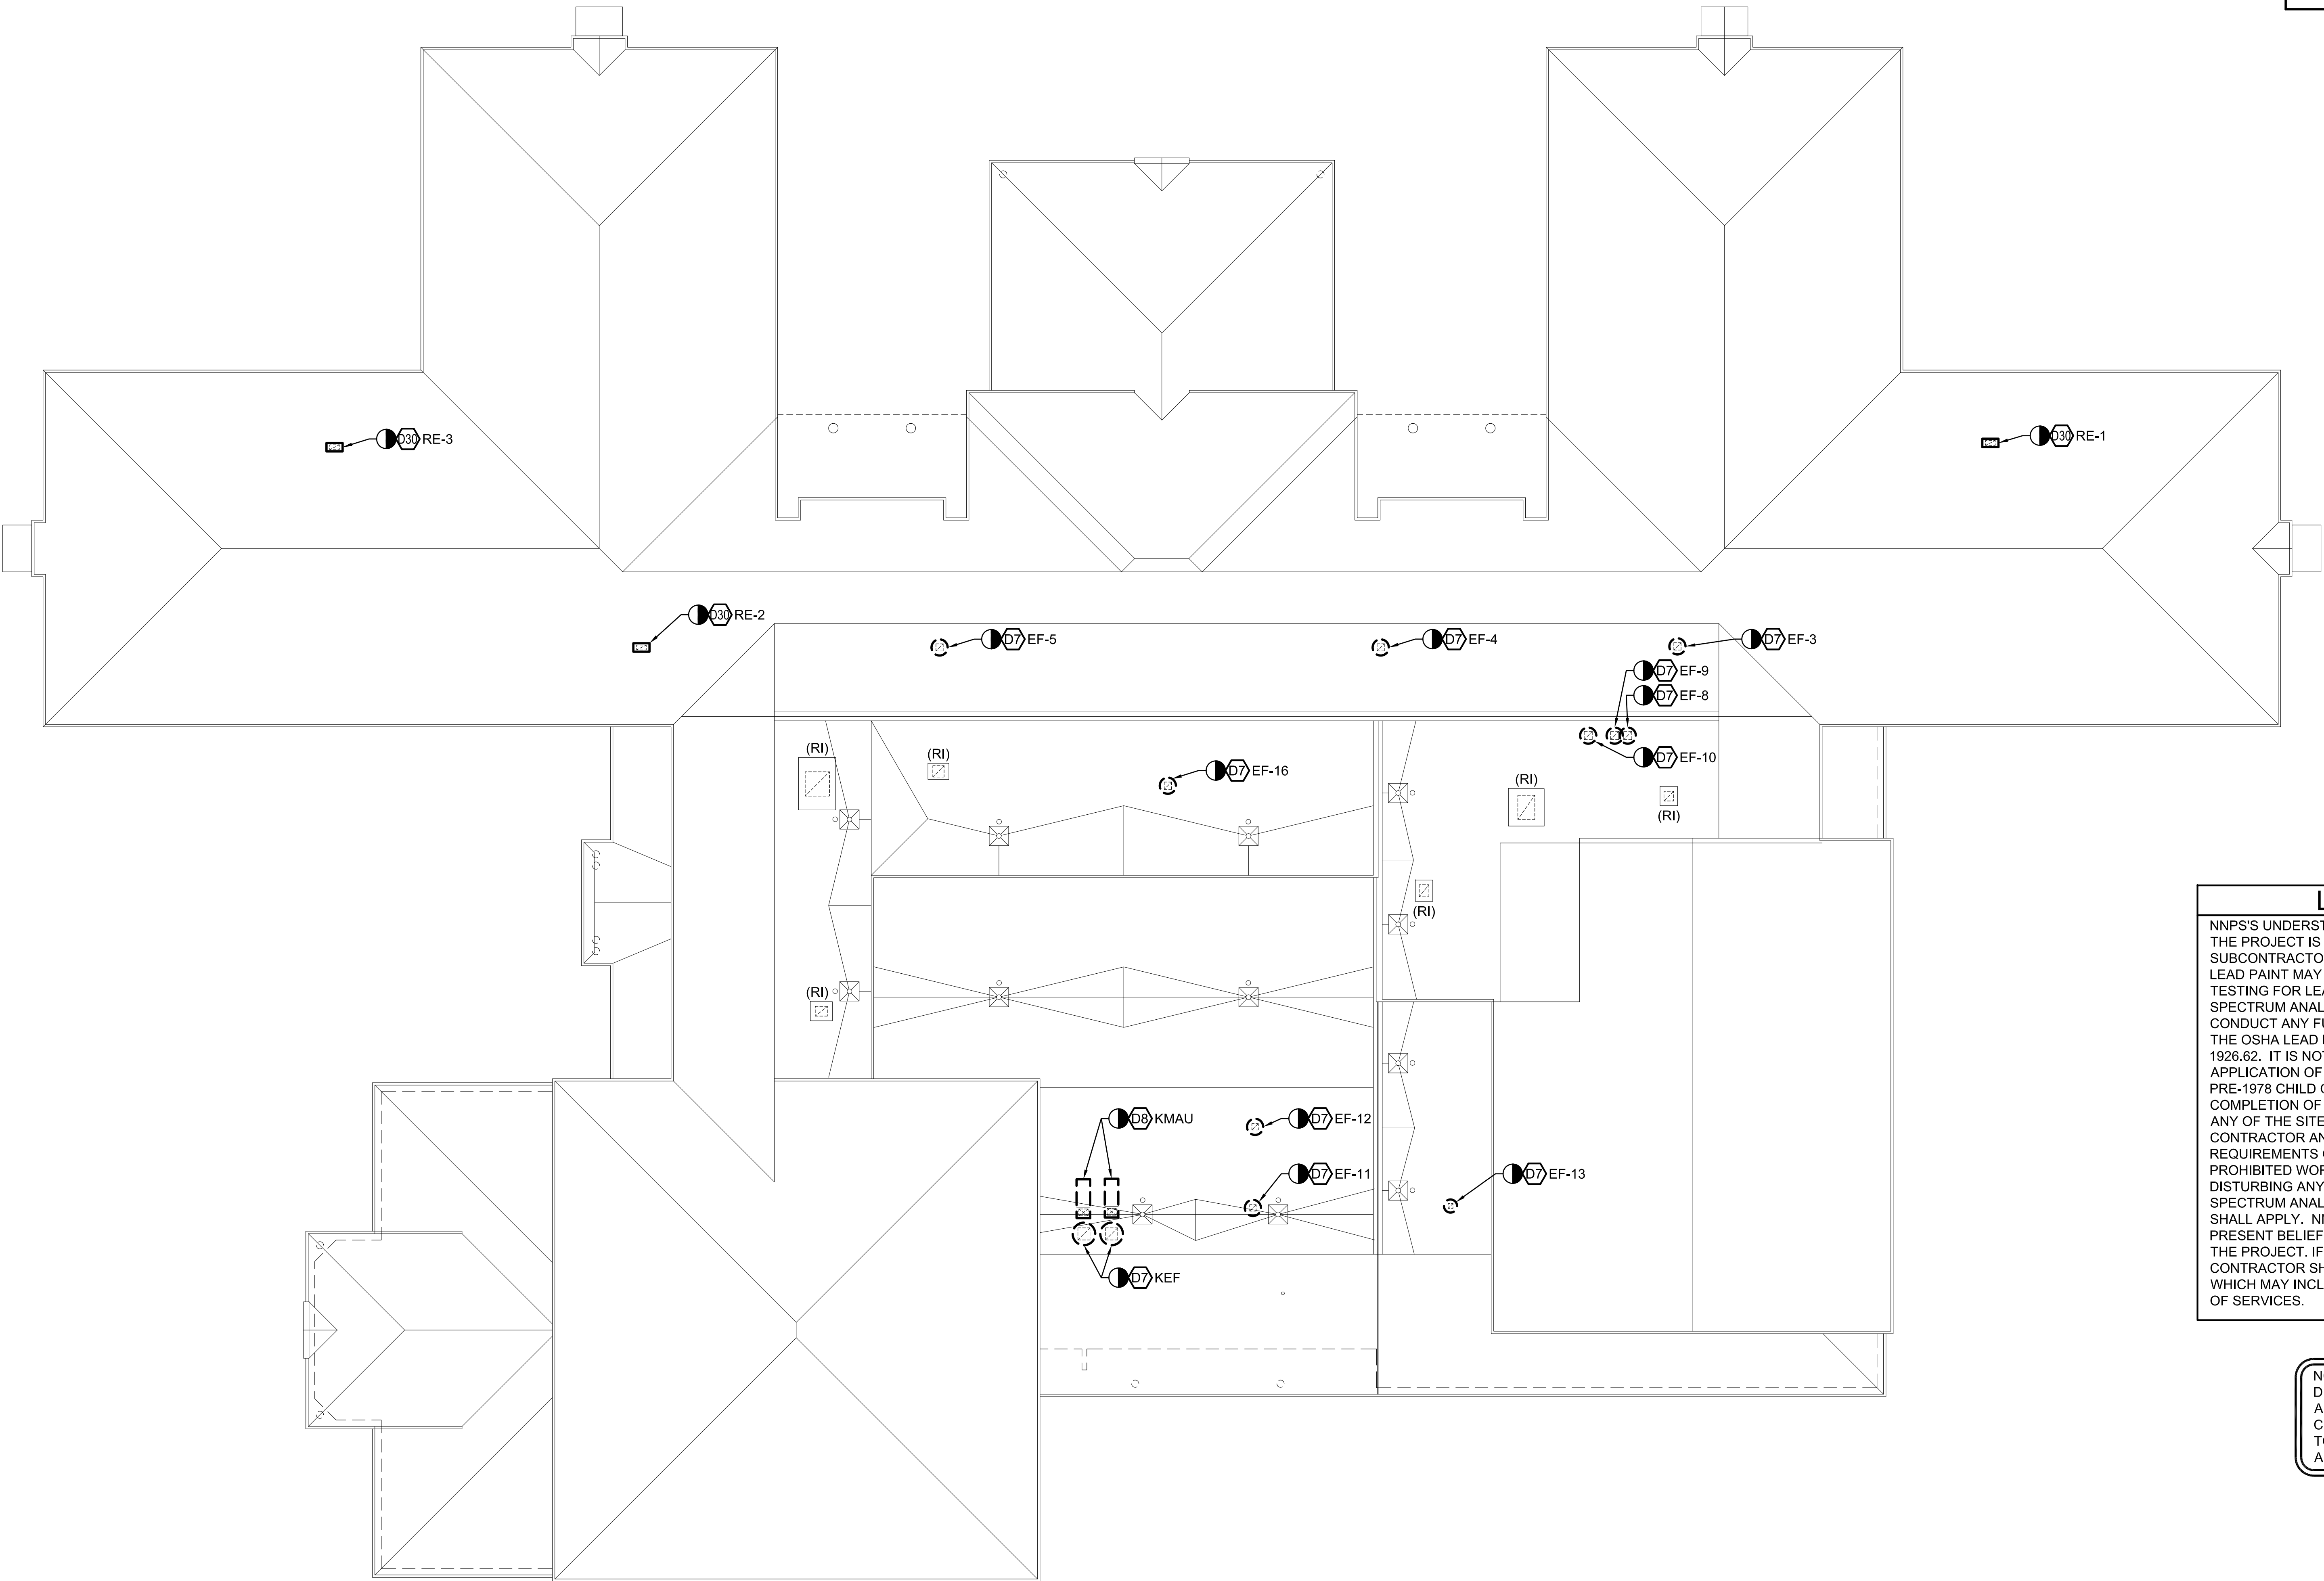 D30 RE-3
D30 RE-1
D30 RE-2
D7 EF-5
D7 EF-4
D7 EF-3
D7 EF-9
D7 EF-8
D7 EF-10
(RI)
(RI)
D7 EF-16
(RI)
(RI)
(RI)
(RI)
D8 KMAU
D7 EF-12
D7 EF-11
D7 EF-13
D7 KEF
L
NNPS'S UNDERST
THE PROJECT IS
SUBCONTRACTO
LEAD PAINT MAY
TESTING FOR LEA
SPECTRUM ANAL
CONDUCT ANY FU
THE OSHA LEAD
1926.62. IT IS NOT
APPLICATION OF
PRE-1978 CHILD
COMPLETION OF
ANY OF THE SITE
CONTRACTOR AN
REQUIREMENTS
PROHIBITED WOR
DISTURBING ANY
SPECTRUM ANAL
SHALL APPLY. NN
PRESENT BELIEF
THE PROJECT. IF
CONTRACTOR SH
WHICH MAY INCL
OF SERVICES.
N
D
A
C
TO
A